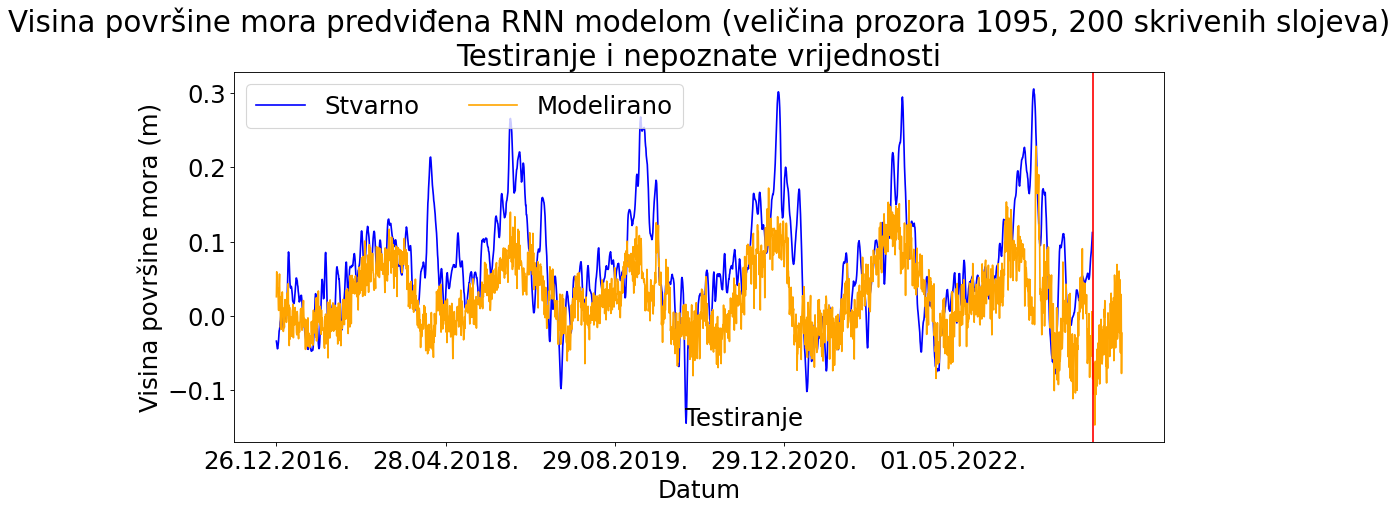 Visina površine mora predviđena RNN modelom (veličina prozora 1095, 200 skrivenih slojeva)
Testiranje i nepoznate vrijednosti
Stvarno Modelirano
Visina površine mora (m)
0.3
0.2
0.1
0.0
−0.1
Testiranje
26.12.2016. 28.04.2018. 29.08.2019. 29.12.2020. 01.05.2022.
Datum